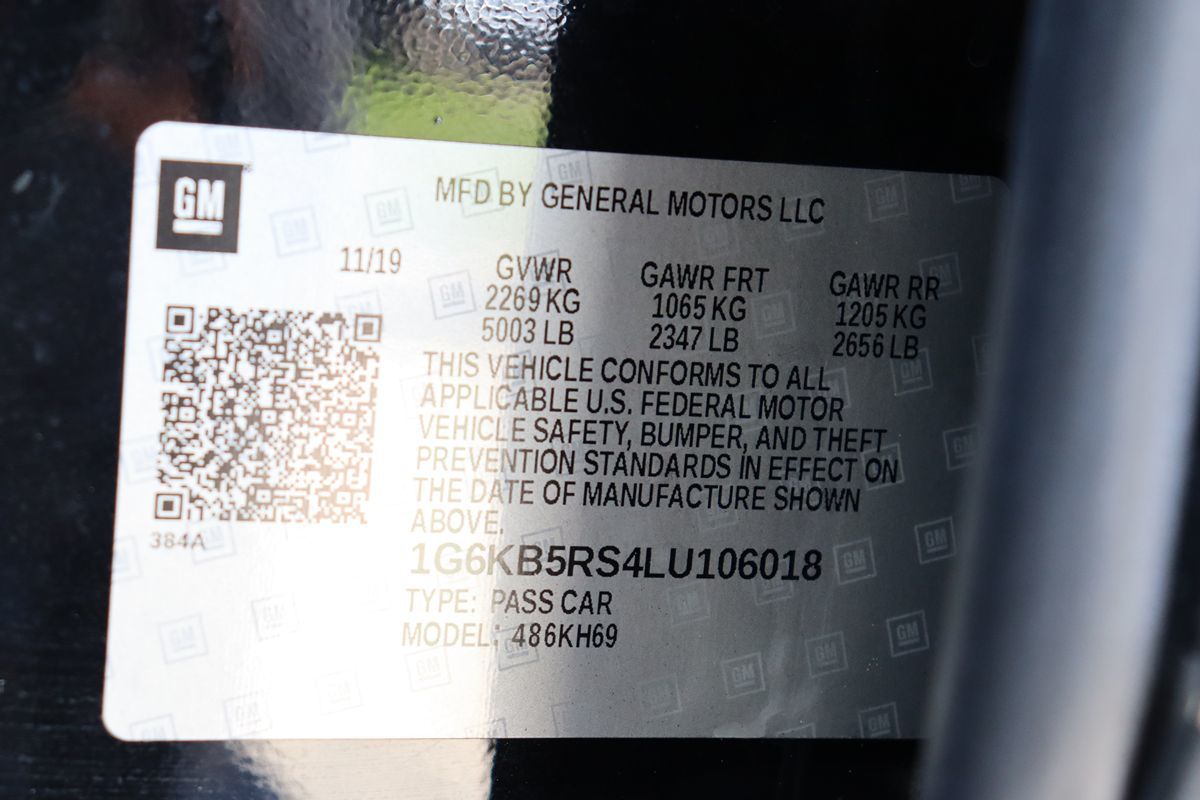 GM
MFD BY GENERAL MOTORS LLC
11/19
GVWR GAWR FRT GAWR RR
2269 KG 1065 KG 1205 KG
5003 LB 2347 LB 2656 LB
THIS VEHICLE CONFORMS TO ALL
APPLICABLE U.S. FEDERAL MOTOR
VEHICLE SAFETY, BUMPER, AND THEFT
PREVENTION STANDARDS IN EFFECT ON
THE DATE OF MANUFACTURE SHOWN
ABOVE.
384A
1G6KB5RS4LU106018
TYPE: PASS CAR
MODEL: 486KH69